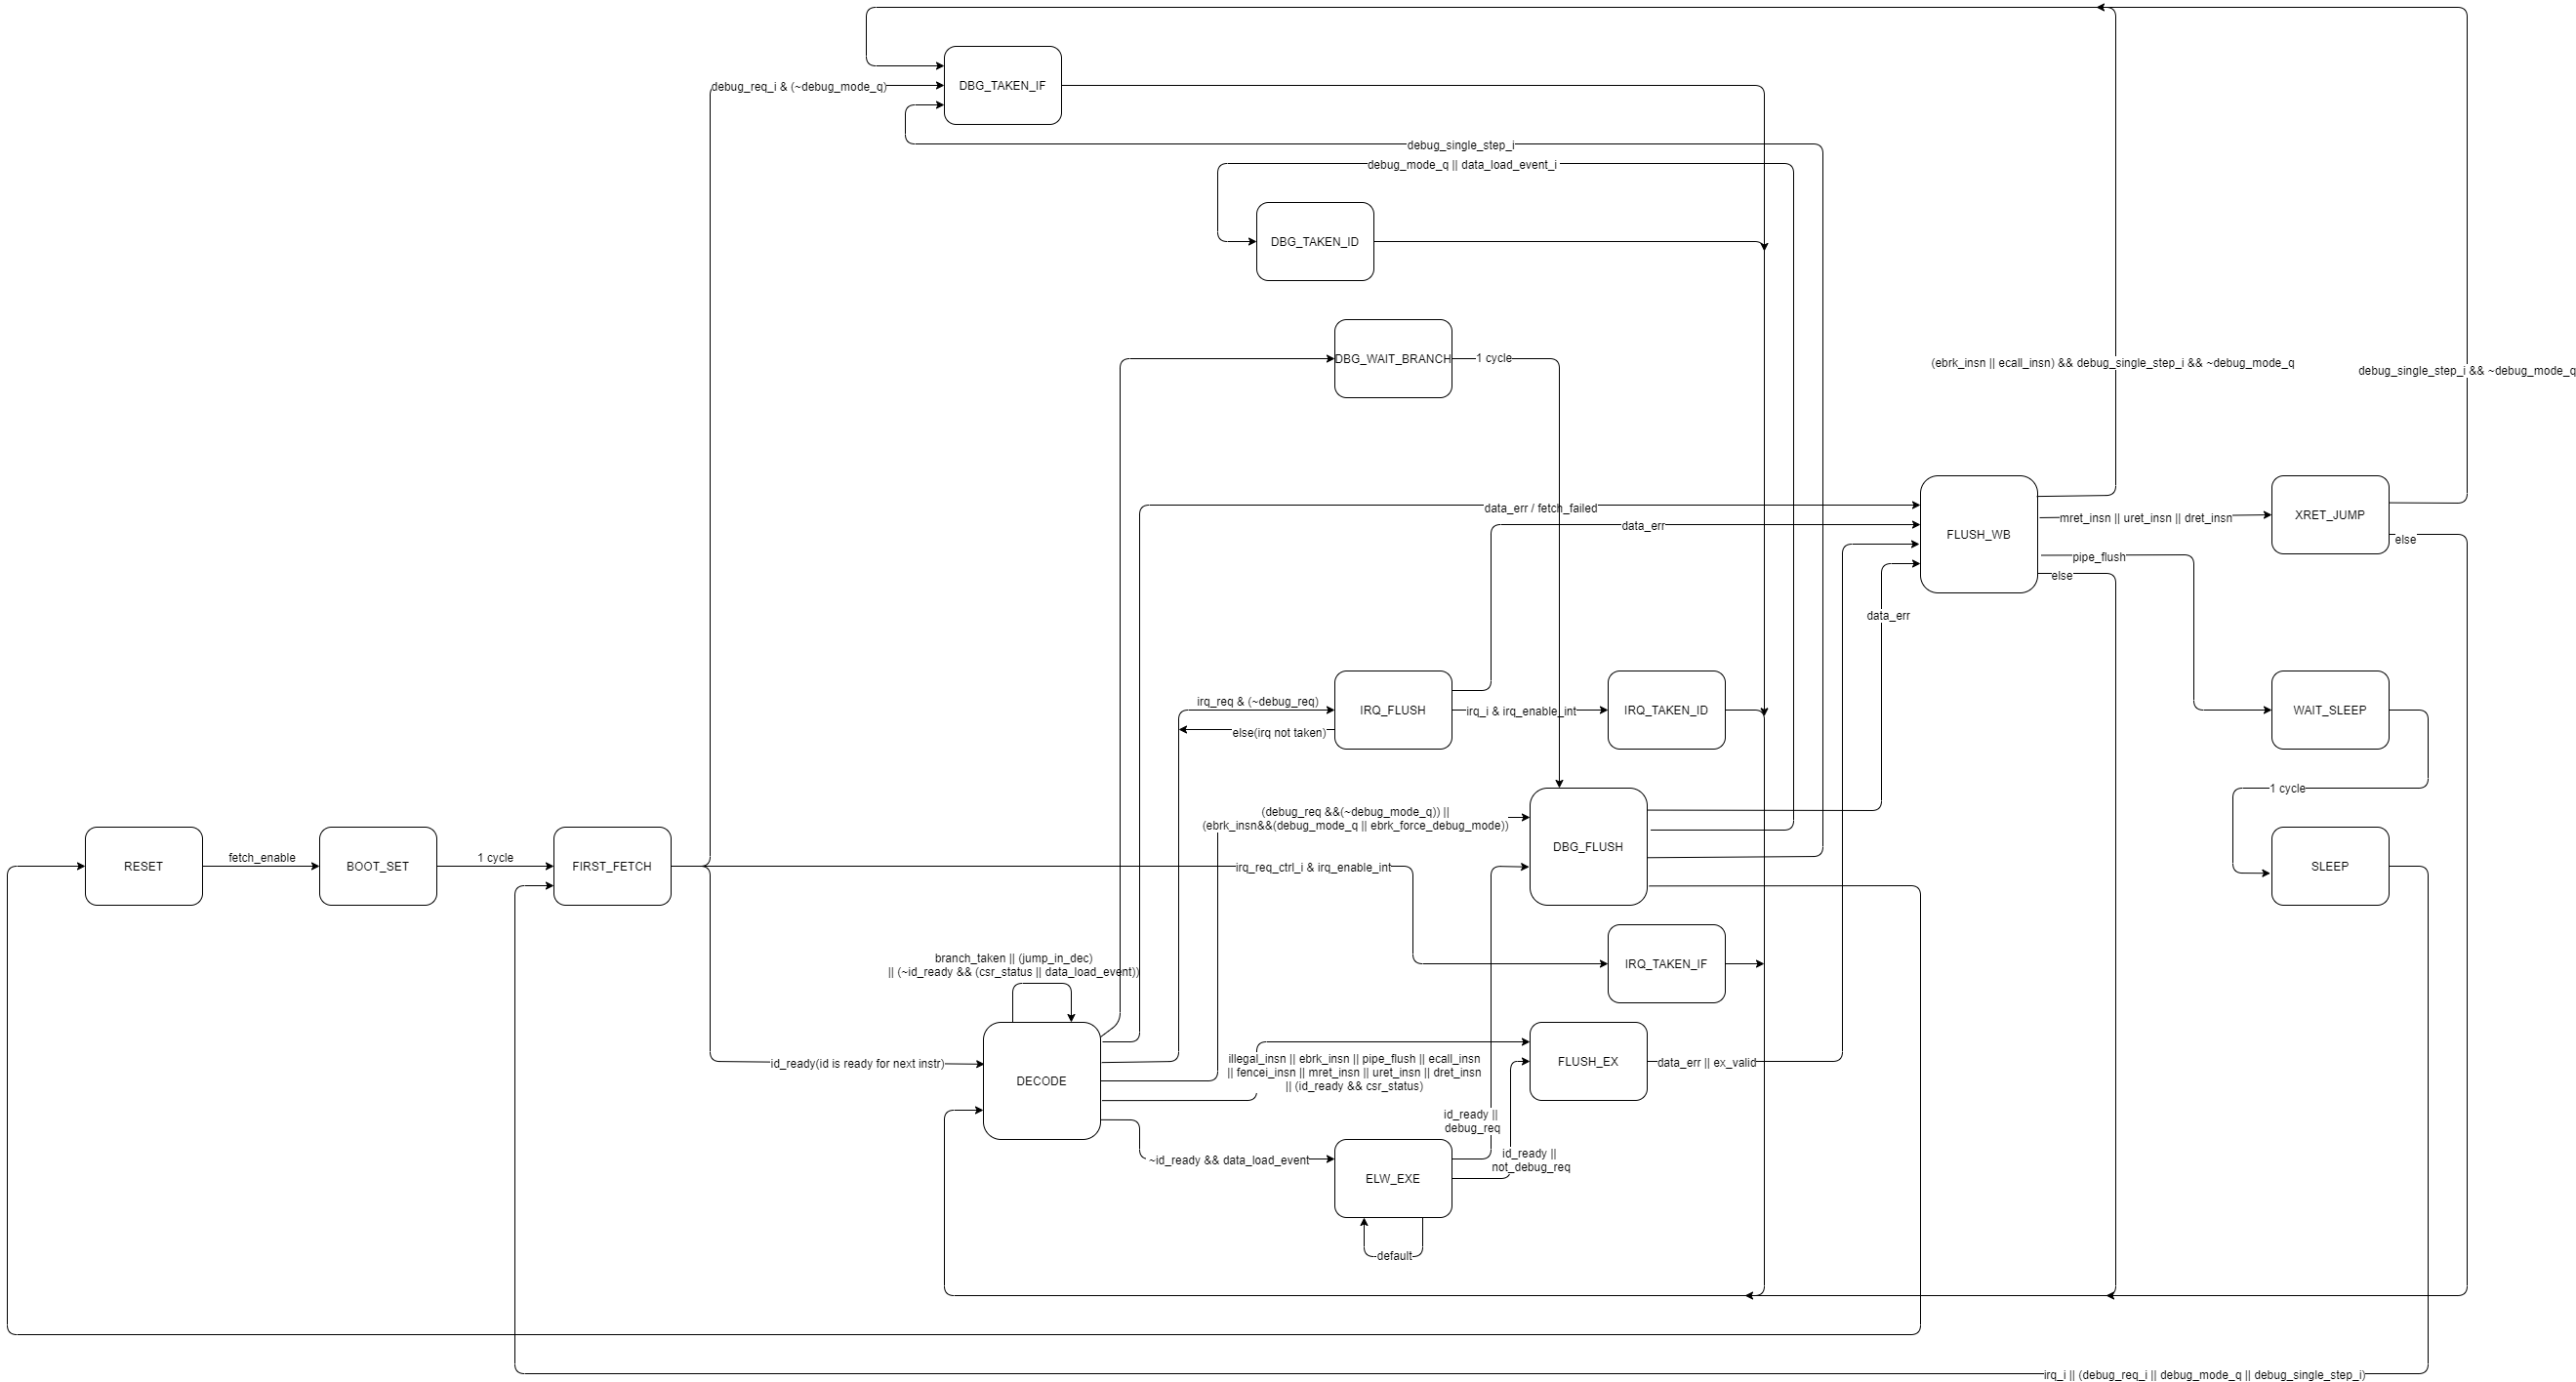 DBG_TAKEN_IF
debug_req_i & (~debug_mode_q)
debug_single_step_i
debug_mode_q || data_load_event_i
DBG_TAKEN_ID
DBG_WAIT_BRANCH
1 cycle
(ebrk_insn || ecall_insn) && debug_single_step_i && ~debug_mode_q
debug_single_step_i && ~debug_mode_q
data_err / fetch_failed
data_err
FLUSH_WB
mret_insn || uret_insn || dret_insn
XRET_JUMP
else
pipe_flush
else
data_err
irq_req & (~debug_req)
else(irq not taken)
IRQ_FLUSH
irq_i & irq_enable_int
IRQ_TAKEN_ID
WAIT_SLEEP
1 cycle
(debug_req &&(~debug_mode_q)) ||
(ebrk_insn&&(debug_mode_q || ebrk_force_debug_mode))
DBG_FLUSH
RESET
fetch_enable
BOOT_SET
1 cycle
FIRST_FETCH
irq_req_ctrl_i & irq_enable_int
SLEEP
branch_taken || (jump_in_dec)
|| (~id_ready && (csr_status || data_load_event))
IRQ_TAKEN_IF
id_ready(id is ready for next instr)
DECODE
illegal_insn || ebrk_insn || pipe_flush || ecall_insn
|| fencei_insn || mret_insn || uret_insn || dret_insn
|| (id_ready && csr_status)
FLUSH_EX
data_err || ex_valid
id_ready ||
debug_req
~id_ready && data_load_event
id_ready ||
not_debug_req
ELW_EXE
default
irq_i || (debug_req_i || debug_mode_q || debug_single_step_i)